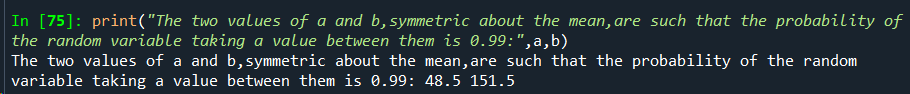 In [75]: print("The two values of a and b,symmetric about the mean,are such that the probability of
the random variable taking a value between them is 0.99:",a,b)
The two values of a and b,symmetric about the mean,are such that the probability of the random
variable taking a value between them is 0.99: 48.5 151.5